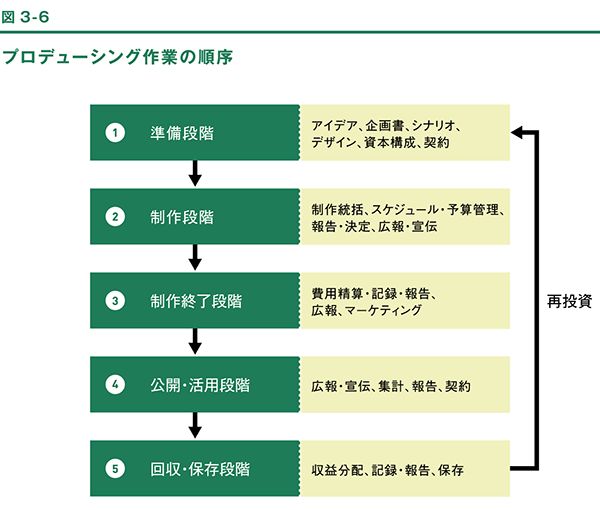 図 3-6
プロデューシング作業の順序
1 準備段階
アイデア、企画書、シナリオ、
デザイン、資本構成、契約
2 制作段階
制作統括、スケジュール・予算管理、
報告・決定、広報・宣伝
3 制作終了段階
費用精算・記録・報告、
広報、マーケティング
再投資
4 公開・活用段階
広報・宣伝、集計、報告、契約
5 回収・保存段階
収益分配、記録・報告、保存